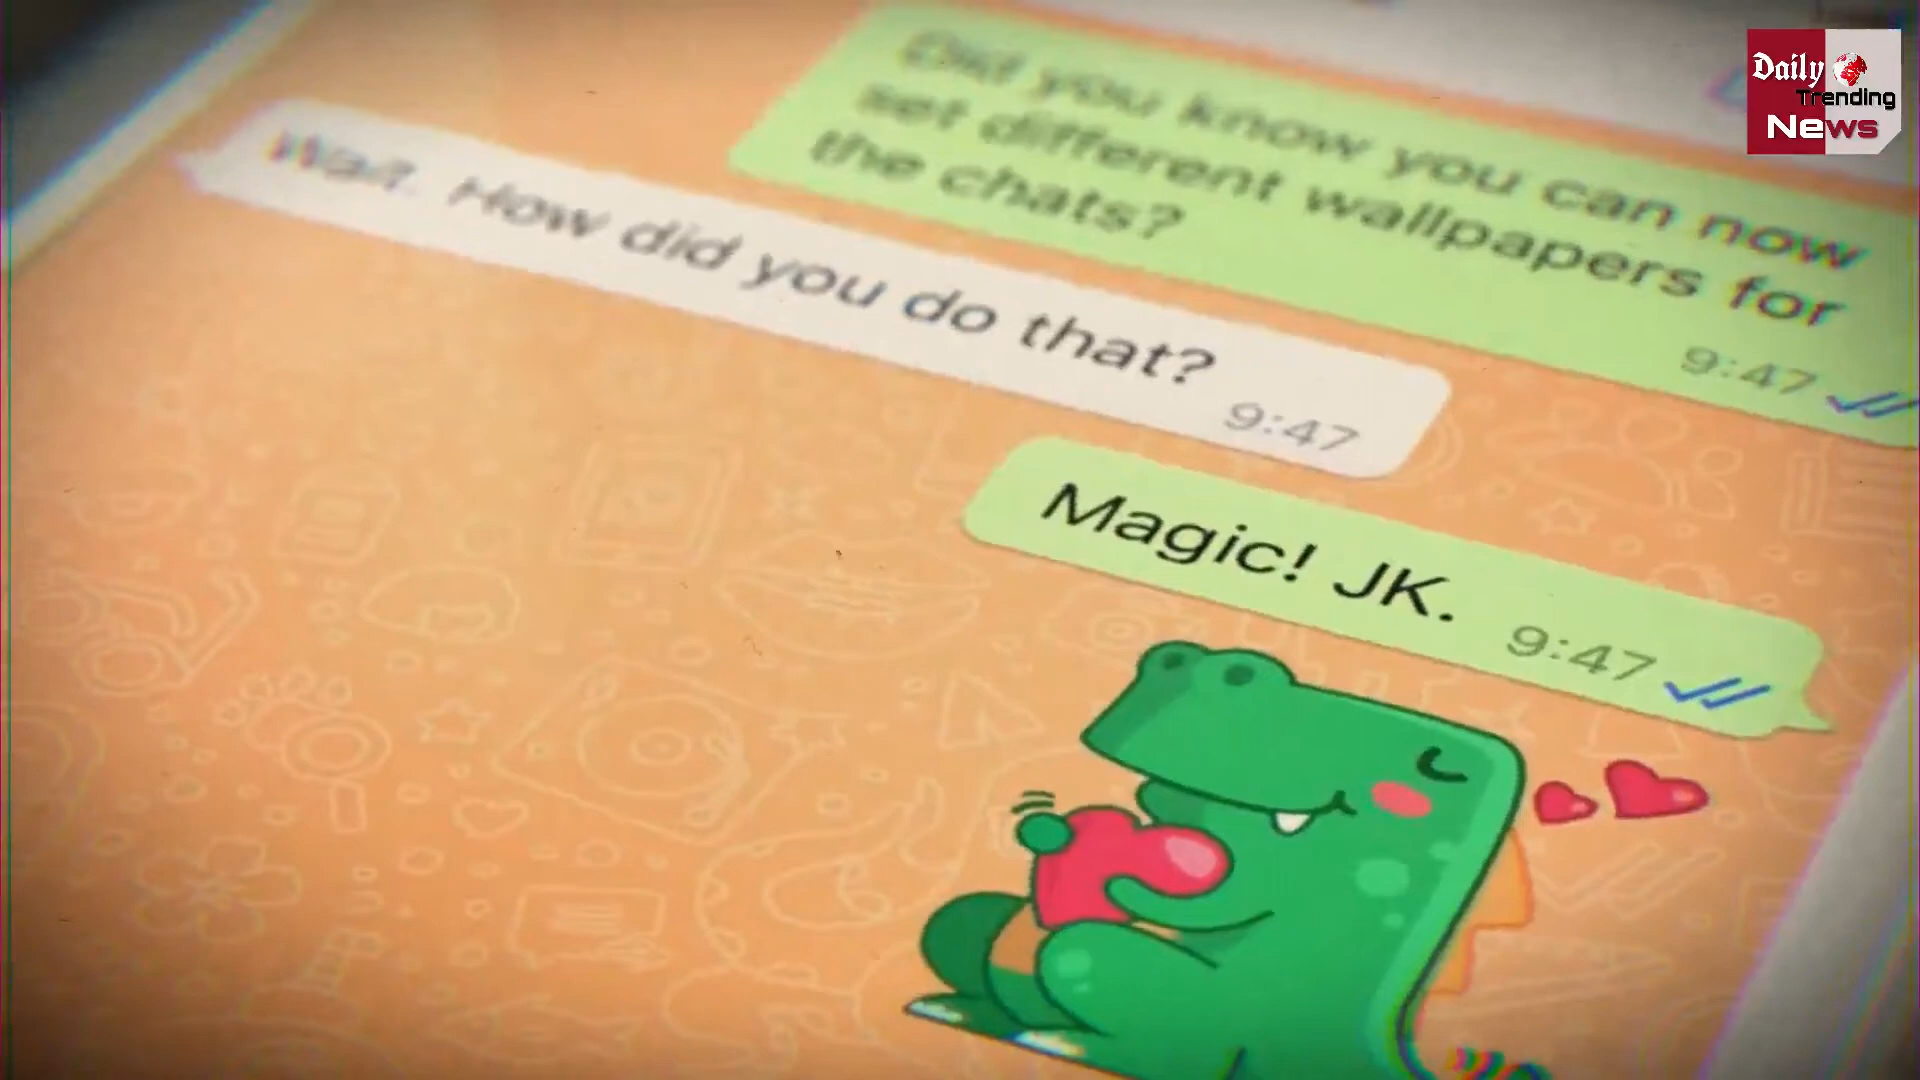 Daily
Trending
News
Did you know you can now
set different wallpapers for
the chats?
9:47
Wait. How did you do that?
9:47
Magic! JK.
9:47